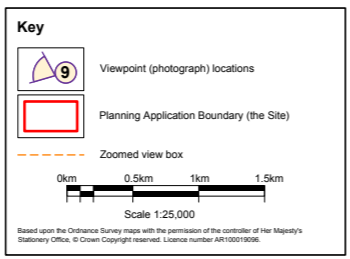 Key
9 Viewpoint (photograph) locations
Planning Application Boundary (the Site)
Zoomed view box
0km 0.5km 1km 1.5km
Scale 1:25,000
Based upon the Ordnance Survey maps with the permission of the controller of Her Majesty's
Stationery Office, © Crown Copyright reserved. Licence number AR100019096.